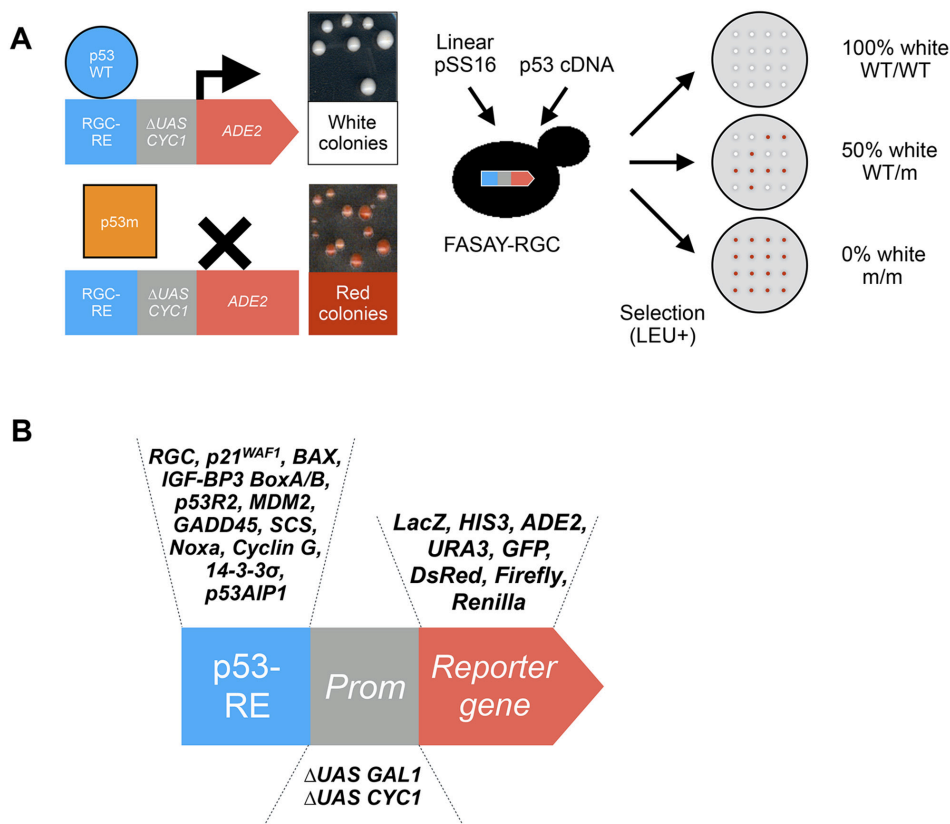 A
p53
WT
RGC-
RE
ΔUAS
CYC1
ADE2
White
colonies
p53m
RGC-
RE
ΔUAS
CYC1
ADE2
Red
colonies
Linear
pSS16
p53 cDNA
FASAY-RGC
Selection
(LEU+)
100% white
WT/WT
50% white
WT/m
0% white
m/m
B
RGC, p21WAF1, BAX,
IGF-BP3 BoxA/B,
p53R2, MDM2,
GADD45, SCS,
Noxa, Cyclin G,
14-3-3σ,
p53AIP1
LacZ, HIS3, ADE2,
URA3, GFP,
DsRed, Firefly,
Renilla
p53-
RE
Prom
Reporter
gene
ΔUAS GAL1
ΔUAS CYC1